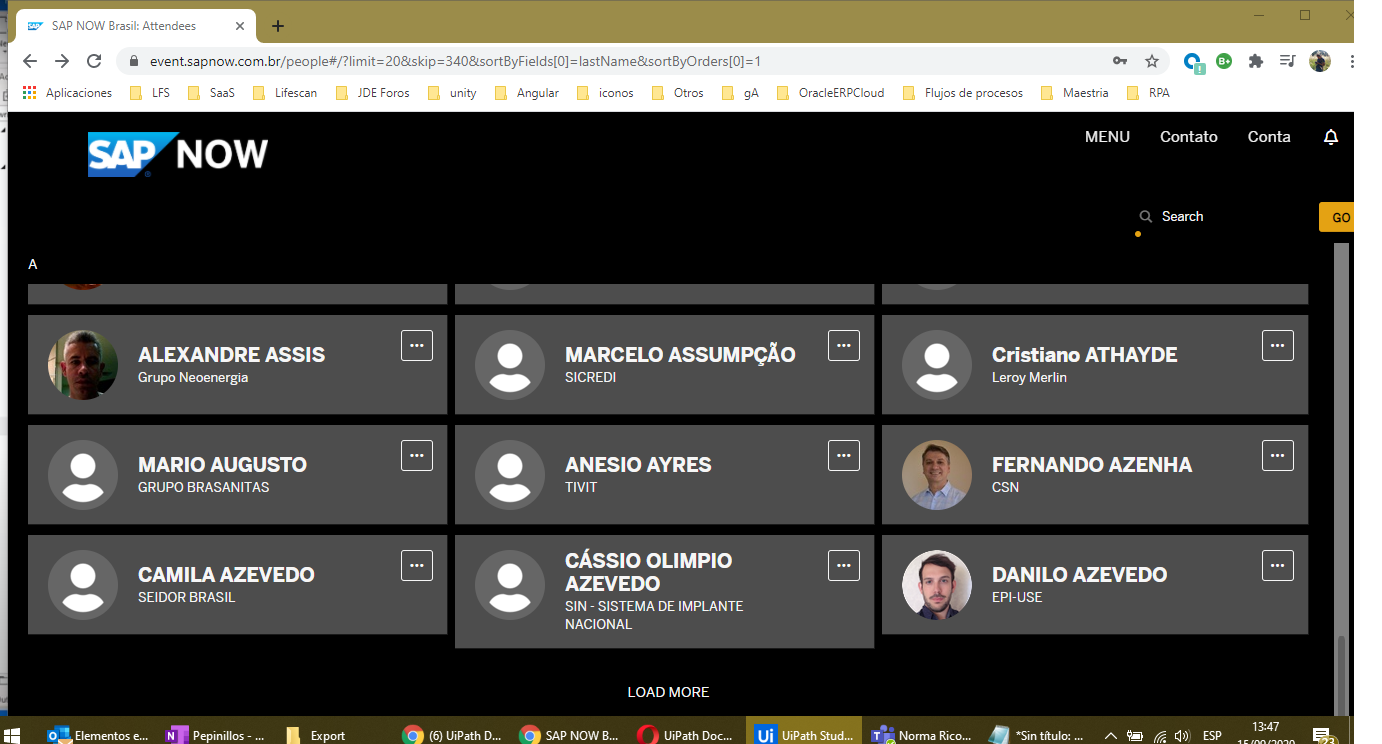 SAP NOW Brasil: Attendees
event.sapnow.com.br/people#/?limit=20&skip=340&sortByFields[0]=lastName&sortByOrders[0]=1
Aplicaciones LFS SaaS Lifescan JDE Foros unity Angular iconos Otros gA OracleERPCloud Flujos de procesos Maestria RPA
SAP NOW
MENU Contato Conta
Search GO
A
ALEXANDRE ASSIS
Grupo Neoenergia
MARCELO ASSUMPÇÃO
SICREDI
Cristiano ATHAYDE
Leroy Merlin
MARIO AUGUSTO
GRUPO BRASANITAS
ANESIO AYRES
TIVIT
FERNANDO AZENHA
CSN
CAMILA AZEVEDO
SEIDOR BRASIL
CÁSSIO OLIMPIO
AZEVEDO
SIN - SISTEMA DE IMPLANTE
NACIONAL
DANILO AZEVEDO
EPI-USE
LOAD MORE
Elementos e... Pepinillos - ... Export (6) UiPath D... SAP NOW B... UiPath Doc... UiPath Stud... Norma Rico... *Sin título: ... ESP 13:47
15/09/2020
23